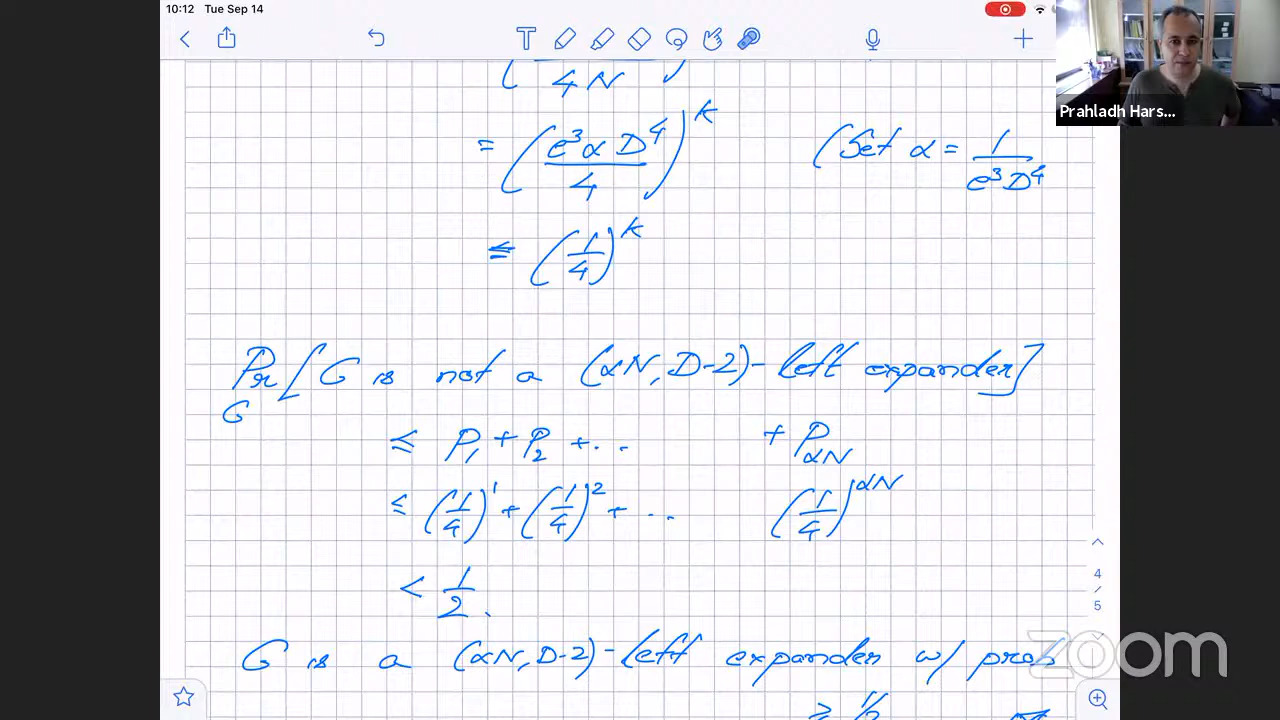 10:12 Tue Sep 14
Prahladh Hars...
4N
= (e³αD⁴/4)^k (Set α = 1/e³D⁴
≤ (1/4)^k
Pr_G [G is not a (αN, D-2)-left expander]
≤ P₁ + P₂ + ... + P_αN
≤ (1/4)^1 + (1/4)^2 + ... (1/4)^αN
< 1/2.
G is a (αN, D-2)-left expander w/ prob
≥ 1/2
4
/
5
zoom